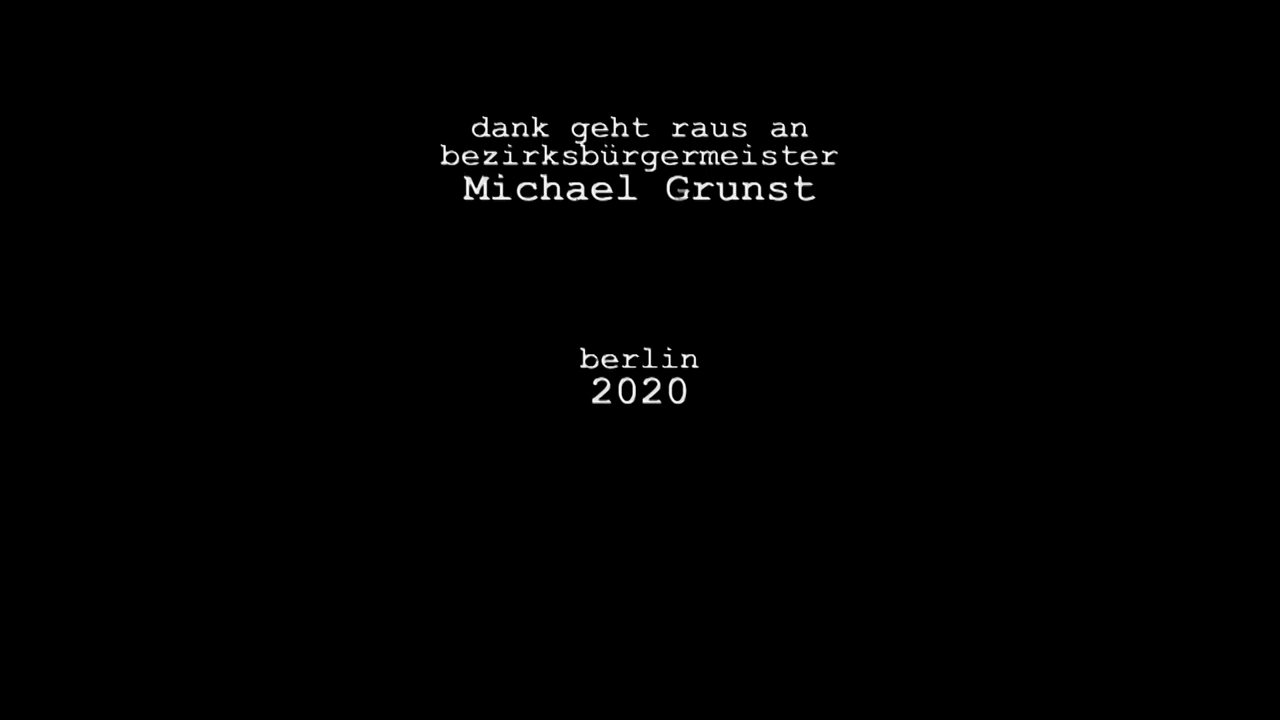 dank geht raus an
bezirksbürgermeister
Michael Grunst
berlin
2020